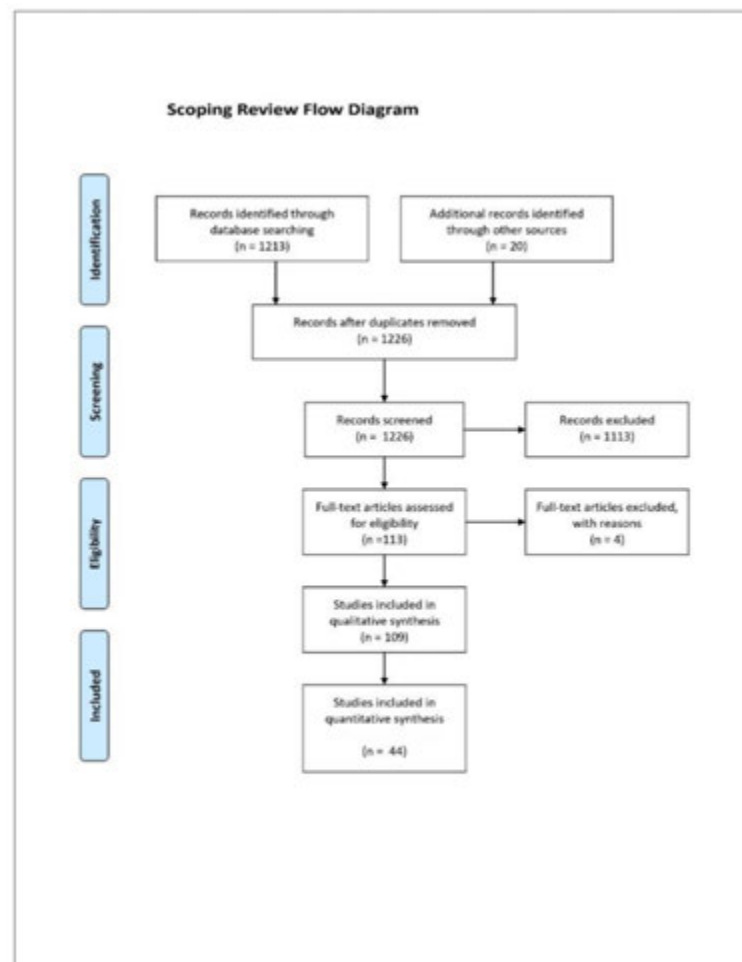 Scoping Review Flow Diagram
Identification
Records identified through
database searching
(n = 1213)
Additional records identified
through other sources
(n = 20)
Records after duplicates removed
(n = 1226)
Screening
Records screened
(n = 1226)
Records excluded
(n = 1113)
Eligibility
Full-text articles assessed
for eligibility
(n =113)
Full-text articles excluded,
with reasons
(n = 4)
Studies included in
qualitative synthesis
(n = 109)
Included
Studies included in
quantitative synthesis
(n = 44)